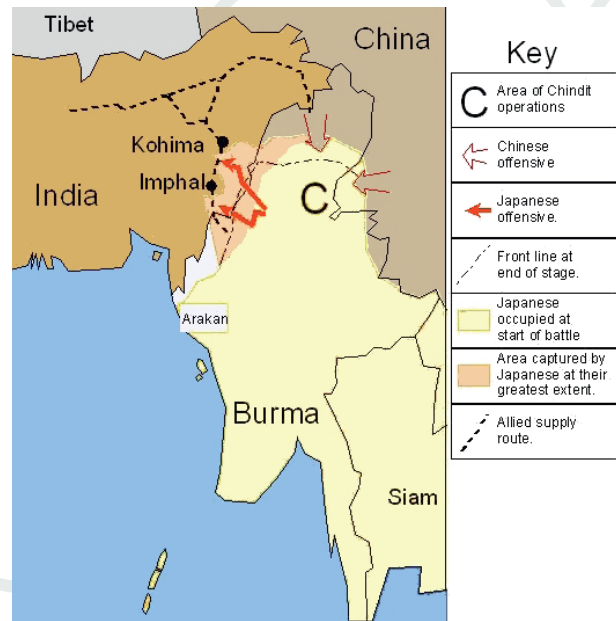 Tibet
China
Kohima
Imphal
India
C
Arakan
Burma
Siam
Key
C
Area of Chindit
operations
Chinese
offensive
Japanese
offensive.
Front line at
end of stage.
Japanese
occupied at
start of battle
Area captured by
Japanese at their
greatest extent.
Allied supply
route.